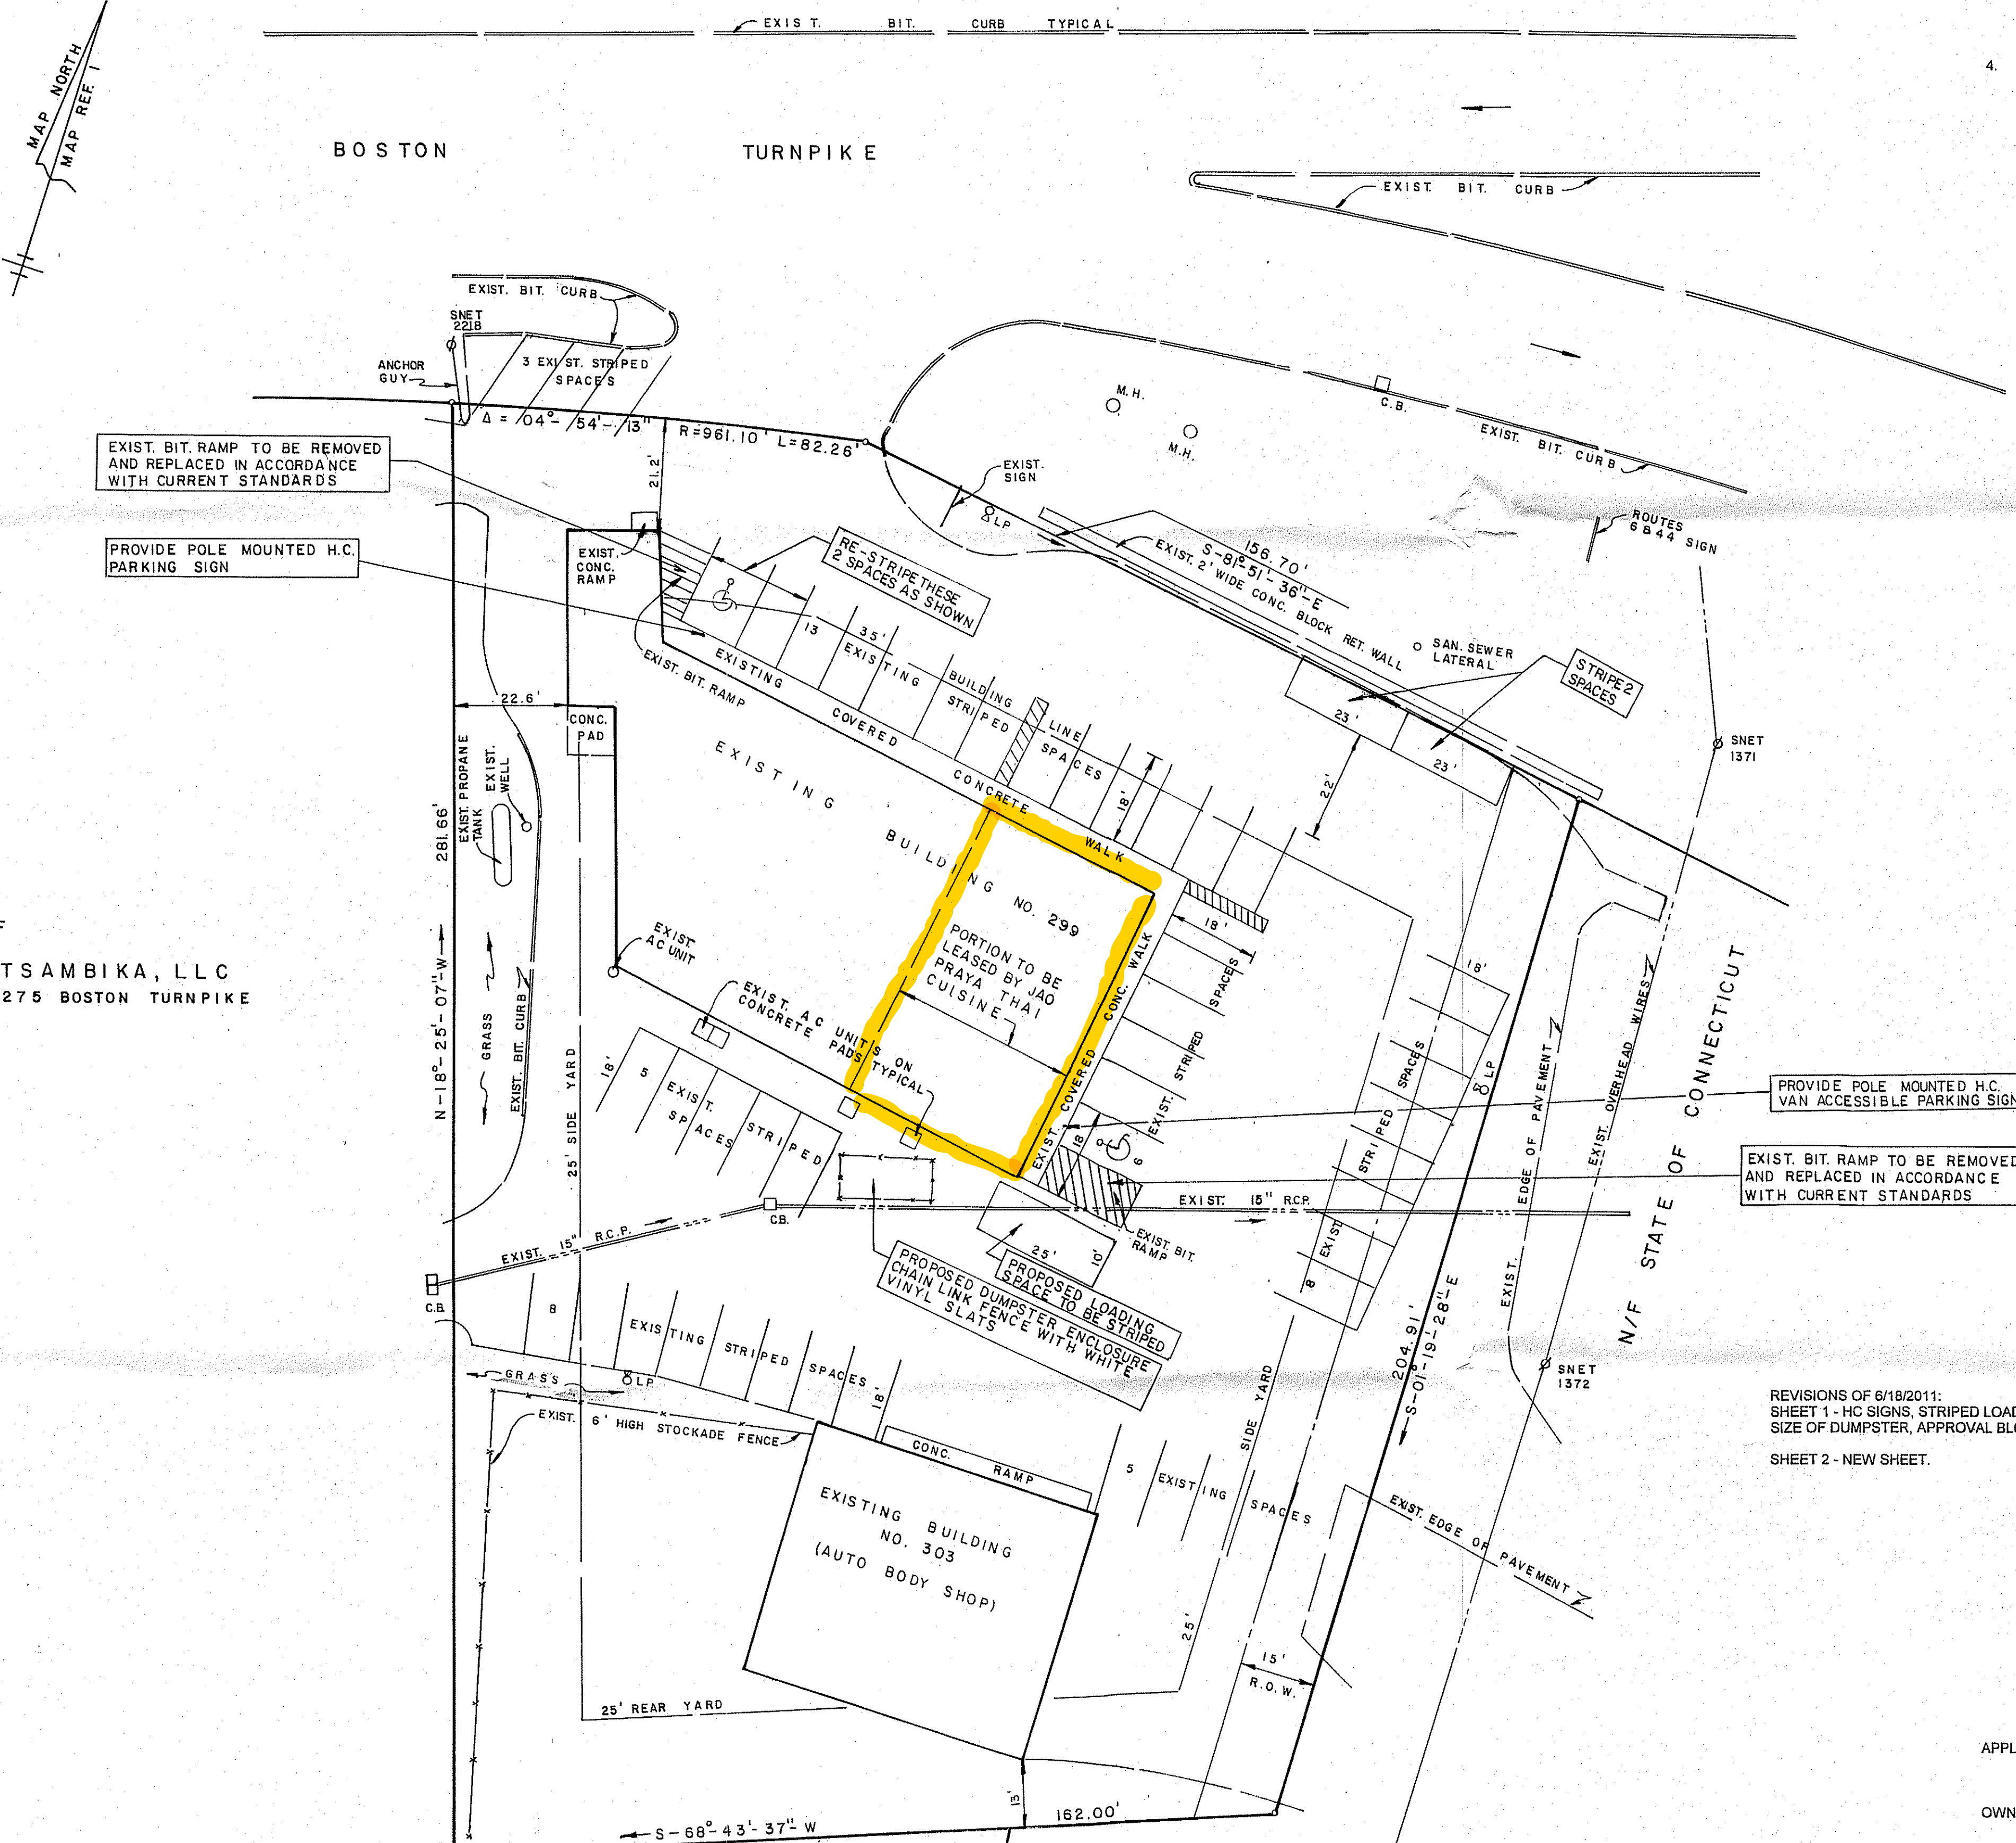 EXIST. BIT. CURB TYPICAL
MAP NORTH
MAP REF. 1
4.
BOSTON TURNPIKE
EXIST. BIT. CURB
EXIST. BIT. CURB
SNET
2218
ANCHOR
GUY
3 EXIST. STRIPED
SPACES
Δ = 04°-54'-13" R=961.10' L=82.26'
M.H.
M.H.
C.B.
EXIST. BIT. CURB
EXIST. BIT. RAMP TO BE REMOVED
AND REPLACED IN ACCORDANCE
WITH CURRENT STANDARDS
21.2'
EXIST.
SIGN
LP
ROUTES
6 & 44 SIGN
PROVIDE POLE MOUNTED H.C.
PARKING SIGN
EXIST.
CONC.
RAMP
RE-STRIPE THESE
2 SPACES AS SHOWN
156.70'
S-81°-51'-36"-E
EXIST. 2' WIDE CONC. BLOCK RET. WALL
SAN. SEWER
LATERAL
STRIPE 2
SPACES
13 EXISTING STRIPED SPACES
35' BUILDING LINE
EXIST. BIT. RAMP
EXISTING COVERED CONCRETE WALK
23'
23'
22'
18'
SNET
1371
22.6'
CONC.
PAD
EXIST. PROPANE
TANK
EXIST.
WELL
281.66'
N-18°-25'-07"-W
EXISTING BUILDING NO. 299
PORTION TO BE
LEASED BY JAO
PRAYA THAI
CUISINE
18'
EXIST. COVERED CONC. WALK
6 EXIST. STRIPED SPACES
18'
TSAMBIKA, LLC
275 BOSTON TURNPIKE
GRASS
EXIST. BIT. CURB
25' SIDE YARD
EXIST.
AC UNIT
EXIST. AC UNITS ON
CONCRETE PADS TYPICAL
18'
5 EXIST. STRIPED
SPACES
18'
8 EXIST. STRIPED SPACES
LP
EXIST. EDGE OF PAVEMENT
EXIST. OVERHEAD WIRES
N/F STATE OF CONNECTICUT
PROVIDE POLE MOUNTED H.C.
VAN ACCESSIBLE PARKING SIGN
EXIST. BIT. RAMP TO BE REMOVED
AND REPLACED IN ACCORDANCE
WITH CURRENT STANDARDS
EXIST. 15" R.C.P.
C.B.
EXIST. 15" R.C.P.
C.B.
EXIST. BIT.
RAMP
25'
10'
PROPOSED LOADING
SPACE TO BE STRIPED
PROPOSED DUMPSTER ENCLOSURE
CHAIN LINK FENCE WITH WHITE
VINYL SLATS
8 EXISTING STRIPED SPACES
18'
GRASS
LP
EXIST. 6' HIGH STOCKADE FENCE
CONC. RAMP
204.91'
S-01°-19'-28"-E
SNET
1372
REVISIONS OF 6/18/2011:
SHEET 1 - HC SIGNS, STRIPED LOAD
SIZE OF DUMPSTER, APPROVAL BL
SHEET 2 - NEW SHEET.
5 EXISTING SPACES
25' SIDE YARD
EXISTING BUILDING
NO. 303
(AUTO BODY SHOP)
EXIST. EDGE OF PAVEMENT
15'
R.O.W.
25' REAR YARD
13'
162.00'
S-68°-43'-37"-W
APPL
OWN